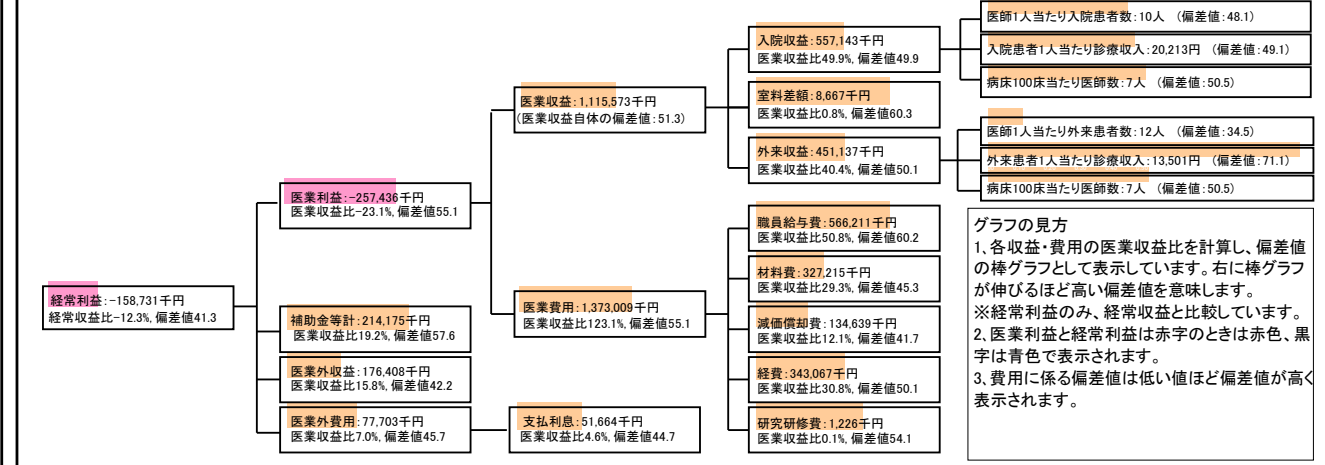 経常利益:-158,731千円
経常収比-12.3%, 偏差値41.3
医業利益:-257,436千円
医業収益比-23.1%, 偏差値55.1
補助金等計:214,175千円
医業収益比19.2%, 偏差値57.6
医業外収益:176,408千円
医業収益比15.8%, 偏差値42.2
医業外費用:77,703千円
医業収益比7.0%, 偏差値45.7
支払利息:51,664千円
医業収益比4.6%, 偏差値44.7
医業収益:1,115,573千円
(医業収益自体の偏差値:51.3)
医業費用:1,373,009千円
医業収益比123.1%, 偏差値55.1
入院収益:557,143千円
医業収益比49.9%, 偏差値49.9
室料差額:8,667千円
医業収益比0.8%, 偏差値60.3
外来収益:451,137千円
医業収益比40.4%, 偏差値50.1
職員給与費:566,211千円
医業収益比50.8%, 偏差値60.2
材料費:327,215千円
医業収益比29.3%, 偏差値45.3
減価償却費:134,639千円
医業収益比12.1%, 偏差値41.7
経費:343,067千円
医業収益比30.8%, 偏差値50.1
研究研修費:1,226千円
医業収益比0.1%, 偏差値54.1
医師1人当たり入院患者数:10人 (偏差値:48.1)
入院患者1人当たり診療収入:20,213円 (偏差値:49.1)
病床100床当たり医師数:7人 (偏差値:50.5)
医師1人当たり外来患者数:12人 (偏差値:34.5)
外来患者1人当たり診療収入:13,501円 (偏差値:71.1)
病床100床当たり医師数:7人 (偏差値:50.5)
グラフの見方
1、各収益・費用の医業収益比を計算し、偏差値
の棒グラフとして表示しています。右に棒グラフ
が伸びるほど高い偏差値を意味します。
※経常利益のみ、経常収益と比較しています。
2、医業利益と経常利益は赤字のときは赤色、黒
字は青色で表示されます。
3、費用に係る偏差値は低い値ほど偏差値が高く
表示されます。